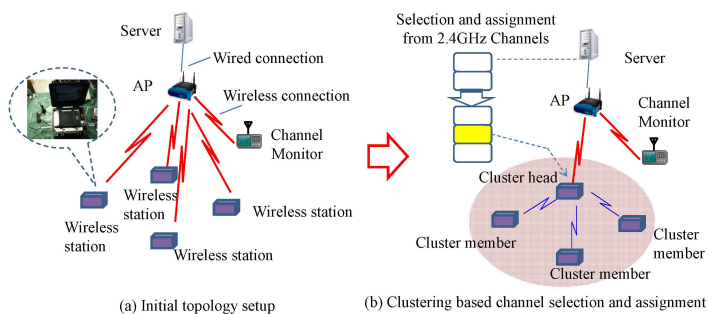 Server
Wired connection
AP
Wireless connection
Channel
Monitor
Wireless
station
Wireless
station
Wireless station
Wireless station
(a) Initial topology setup
Selection and assignment
from 2.4GHz Channels
Server
AP
Channel
Monitor
Cluster head
Cluster member
Cluster
member
Cluster member
(b) Clustering based channel selection and assignment